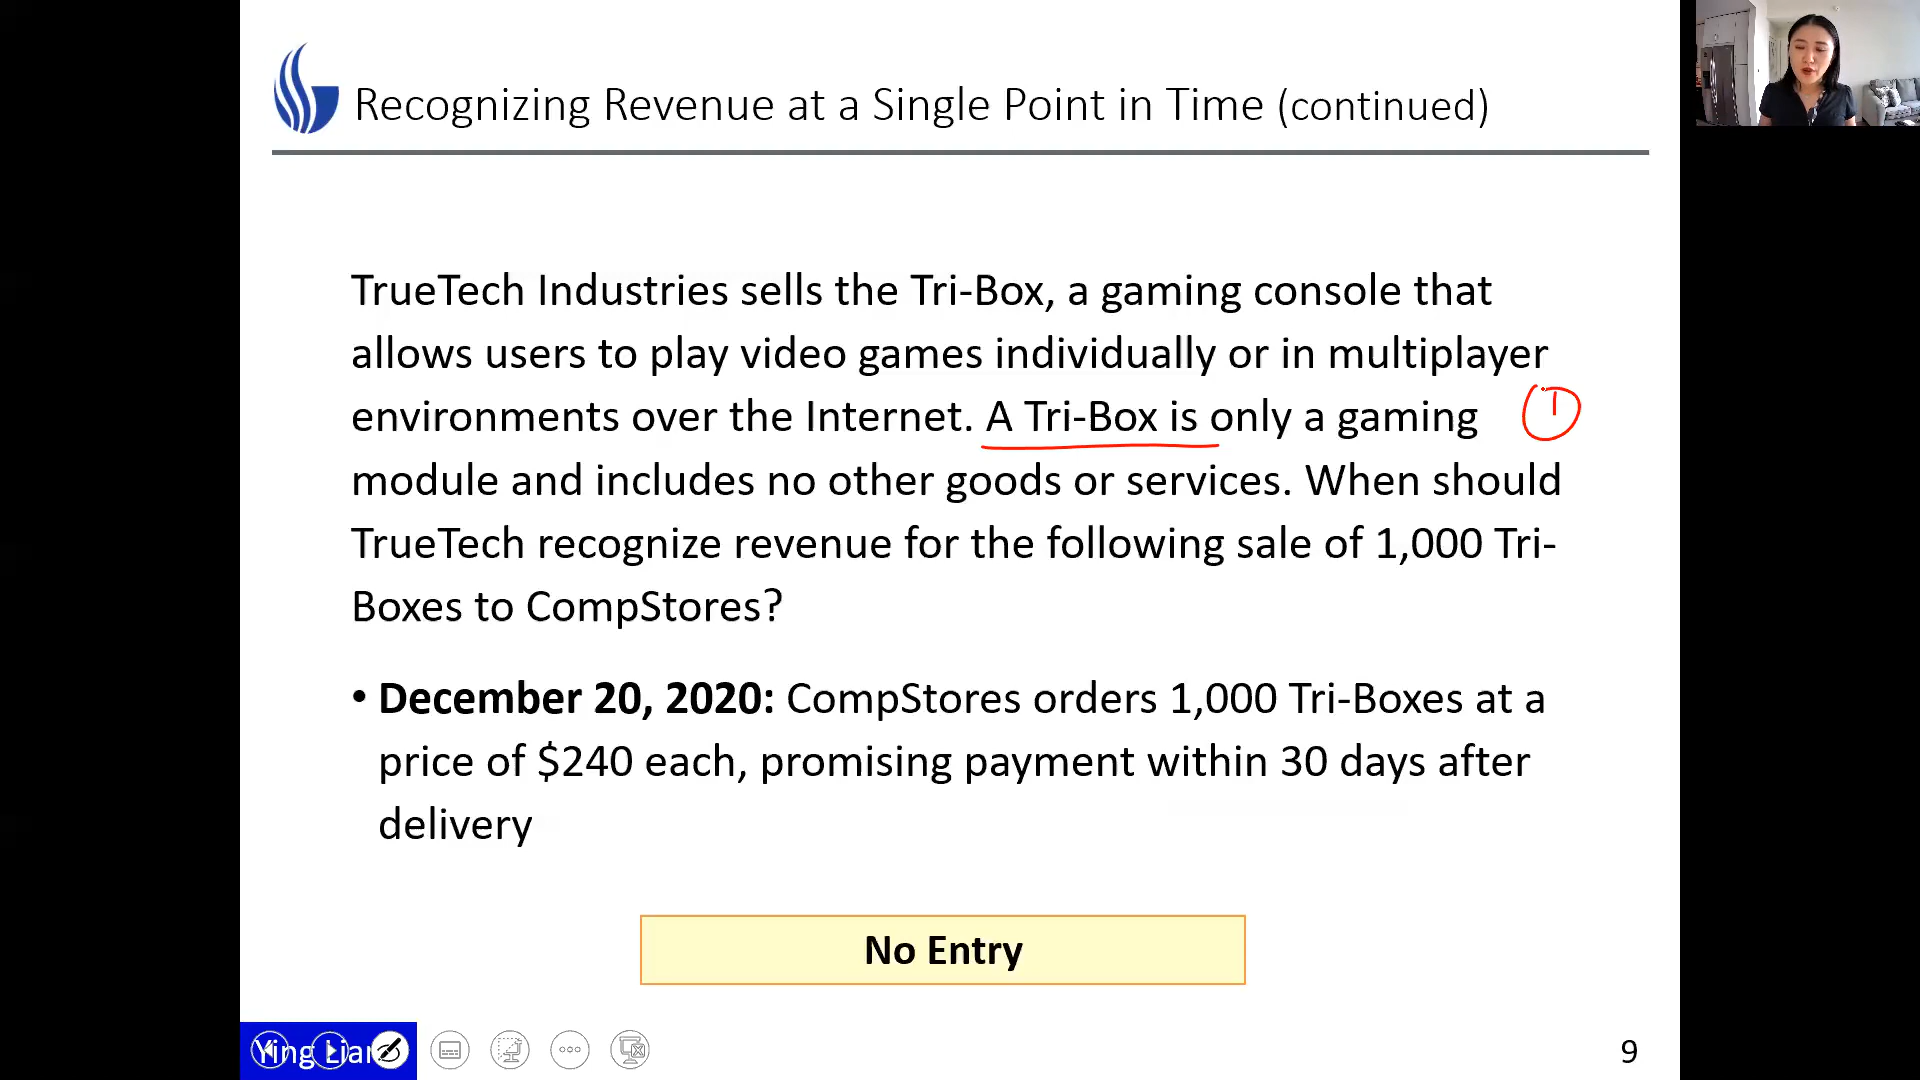 Recognizing Revenue at a Single Point in Time (continued)
TrueTech Industries sells the Tri-Box, a gaming console that
allows users to play video games individually or in multiplayer
environments over the Internet. A Tri-Box is only a gaming
1
module and includes no other goods or services. When should
TrueTech recognize revenue for the following sale of 1,000 Tri-
Boxes to CompStores?
• December 20, 2020: CompStores orders 1,000 Tri-Boxes at a
price of $240 each, promising payment within 30 days after
delivery
No Entry
Ying
9